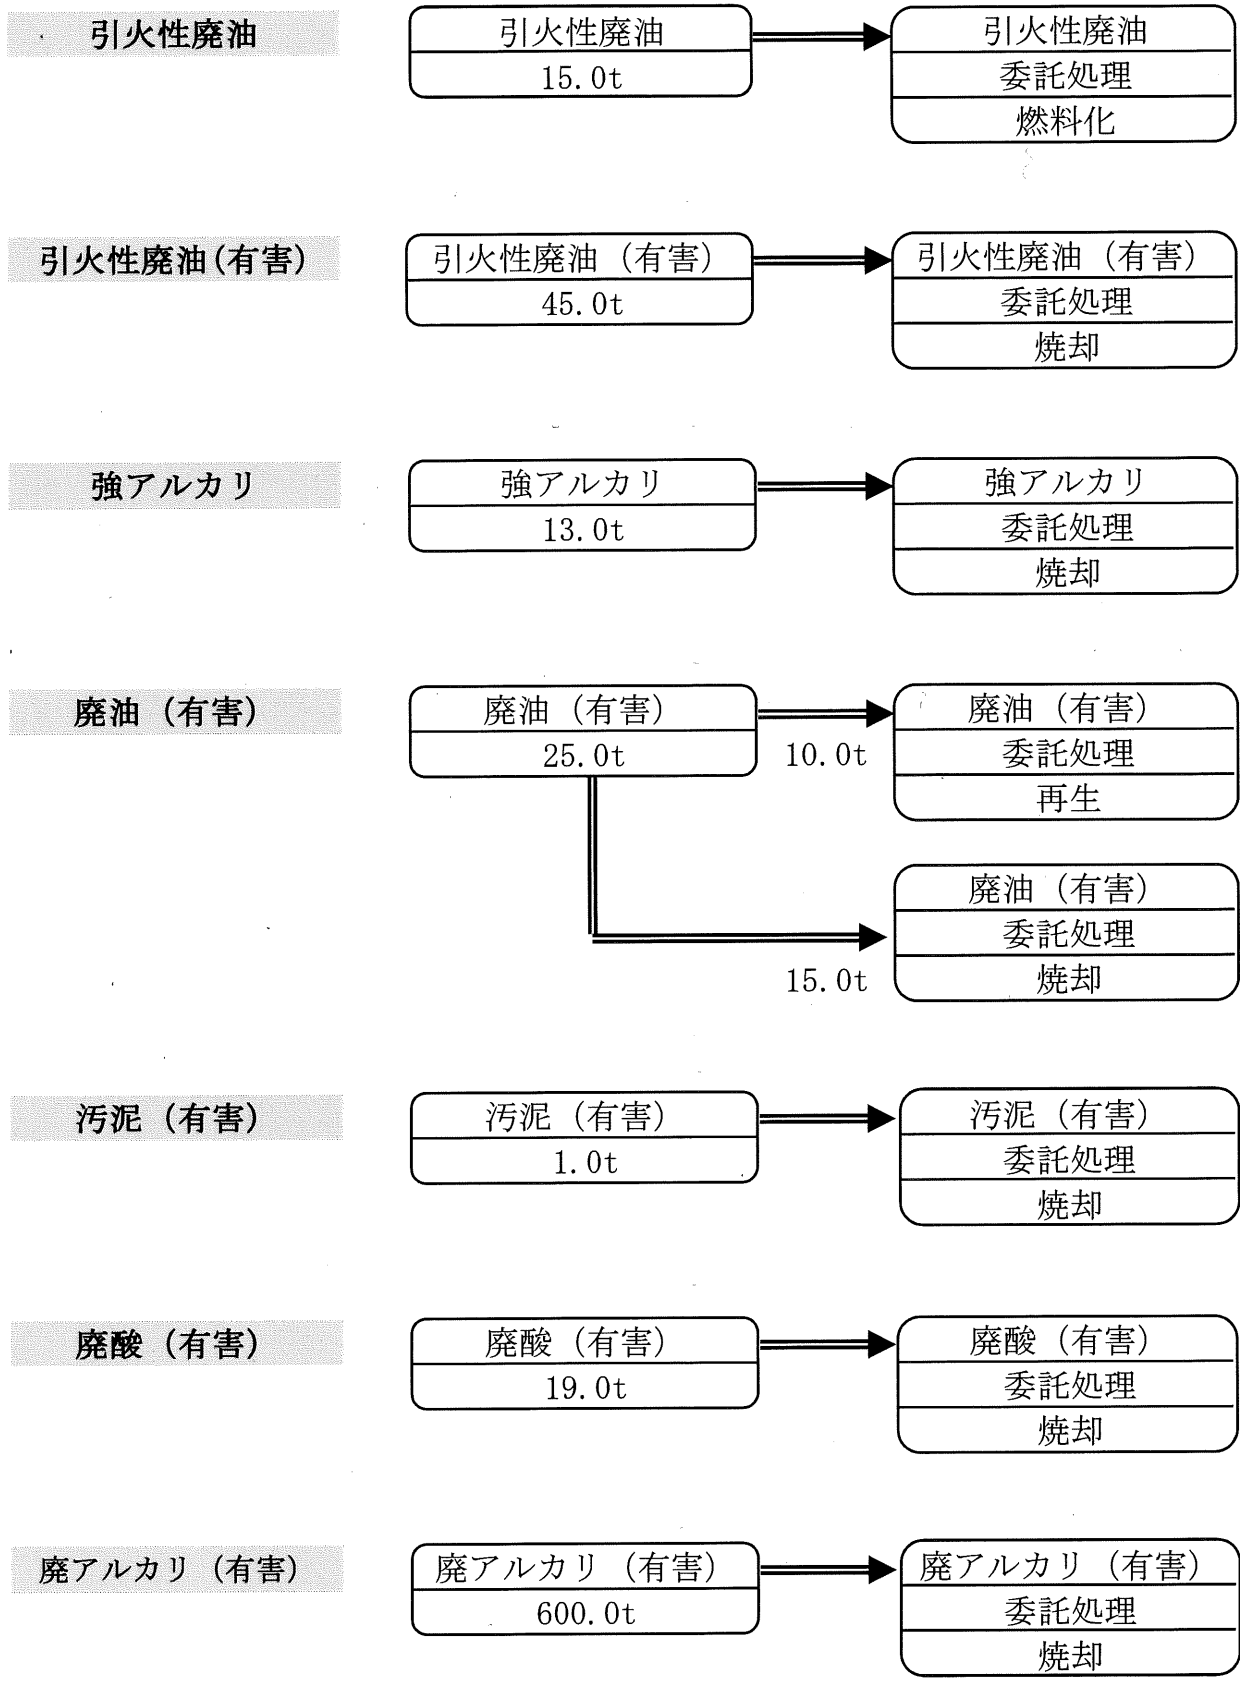 引火性廃油
引火性廃油
15.0t
引火性廃油
委託処理
燃料化
引火性廃油(有害)
引火性廃油（有害）
45.0t
引火性廃油（有害）
委託処理
焼却
強アルカリ
強アルカリ
13.0t
強アルカリ
委託処理
焼却
廃油（有害）
廃油（有害）
25.0t
10.0t
廃油（有害）
委託処理
再生
15.0t
廃油（有害）
委託処理
焼却
汚泥（有害）
汚泥（有害）
1.0t
汚泥（有害）
委託処理
焼却
廃酸（有害）
廃酸（有害）
19.0t
廃酸（有害）
委託処理
焼却
廃アルカリ（有害）
廃アルカリ（有害）
600.0t
廃アルカリ（有害）
委託処理
焼却